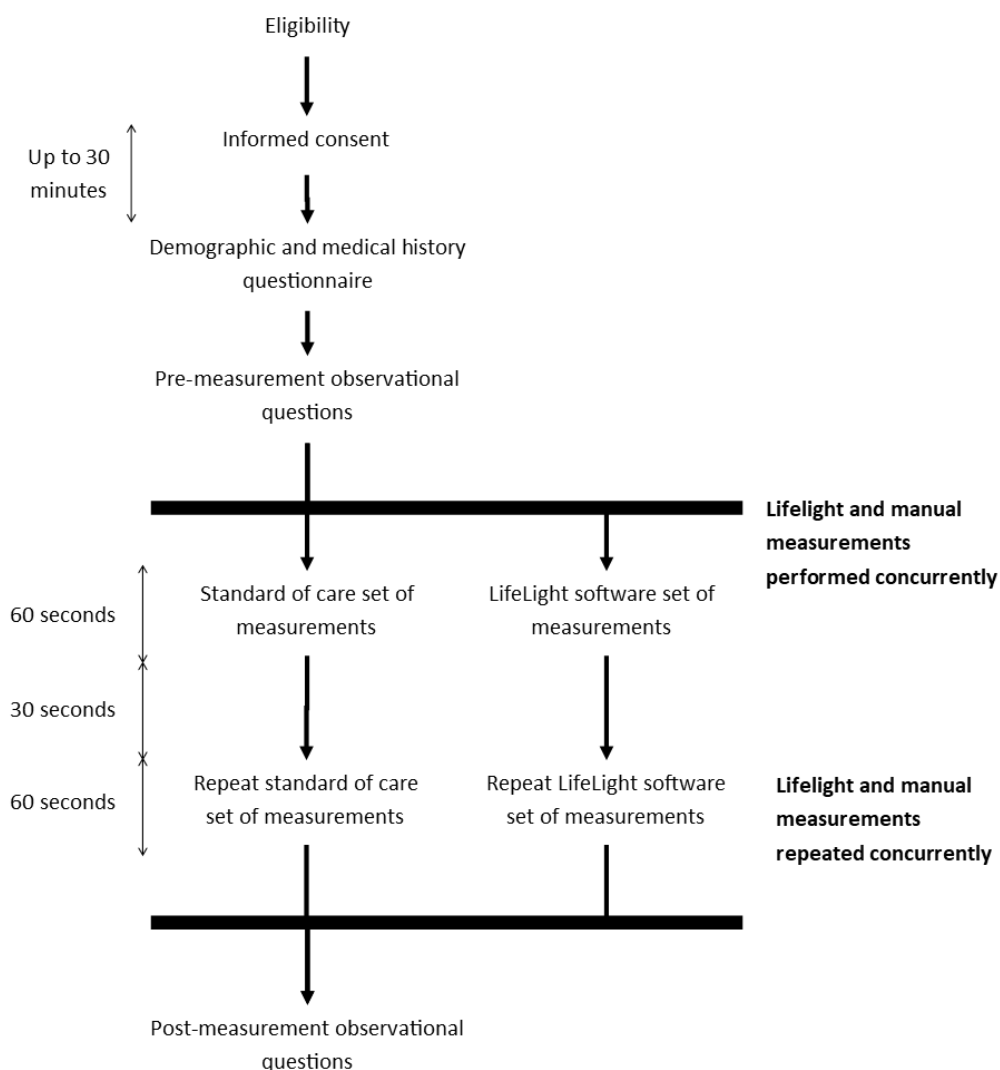 Eligibility
Informed consent
Up to 30
minutes
Demographic and medical history
questionnaire
Pre-measurement observational
questions
Lifelight and manual
measurements
performed concurrently
60 seconds
Standard of care set of
measurements
LifeLight software set of
measurements
30 seconds
60 seconds
Repeat standard of care
set of measurements
Repeat LifeLight software
set of measurements
Lifelight and manual
measurements
repeated concurrently
Post-measurement observational
questions